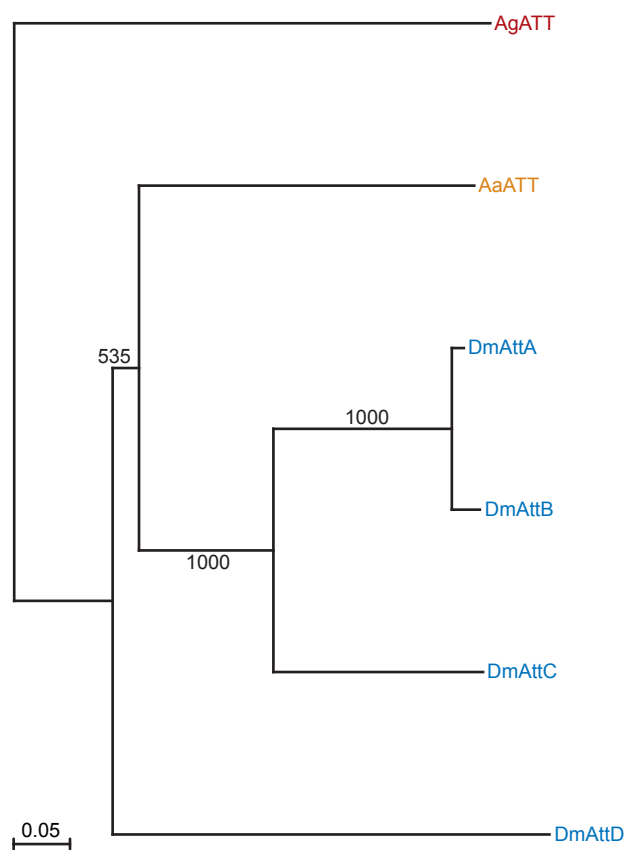 AgATT
AaATT
DmAttA
535
1000
DmAttB
1000
DmAttC
0.05
DmAttD